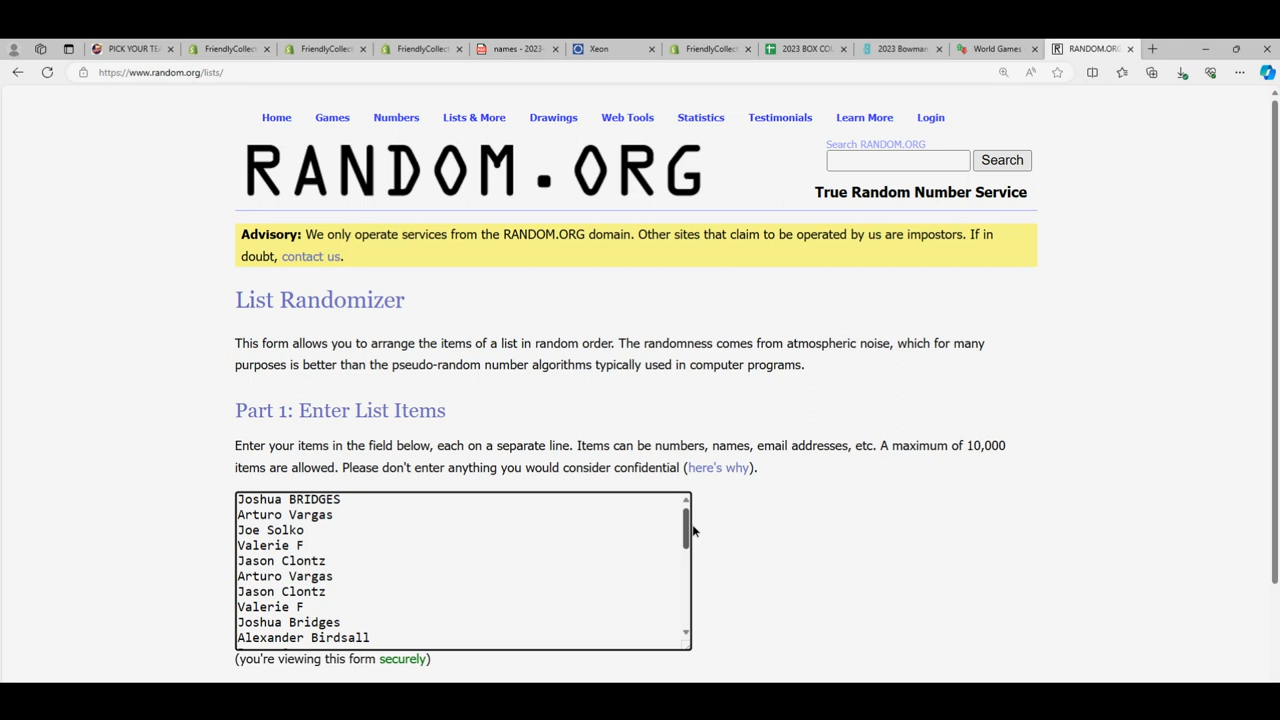 PICK YOUR TEA
FriendlyCollect
FriendlyCollect
FriendlyCollect
names - 2023-
Xeon
FriendlyCollect
2023 BOX COU
2023 Bowman
World Games
RANDOM.ORG
https://www.random.org/lists/
Home Games Numbers Lists & More Drawings Web Tools Statistics Testimonials Learn More Login
RANDOM.ORG
Search RANDOM.ORG
Search
True Random Number Service
Advisory: We only operate services from the RANDOM.ORG domain. Other sites that claim to be operated by us are impostors. If in
doubt, contact us.
List Randomizer
This form allows you to arrange the items of a list in random order. The randomness comes from atmospheric noise, which for many
purposes is better than the pseudo-random number algorithms typically used in computer programs.
Part 1: Enter List Items
Enter your items in the field below, each on a separate line. Items can be numbers, names, email addresses, etc. A maximum of 10,000
items are allowed. Please don't enter anything you would consider confidential (here's why).
Joshua BRIDGES
Arturo Vargas
Joe Solko
Valerie F
Jason Clontz
Arturo Vargas
Jason Clontz
Valerie F
Joshua Bridges
Alexander Birdsall
(you're viewing this form securely)